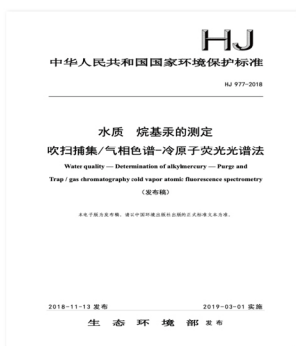 HJ
中华人民共和国国家环境保护标准
HJ 977-2018
水质 烷基汞的测定
吹扫捕集/气相色谱-冷原子荧光光谱法
Water quality — Determination of alkylmercury — Purge and
Trap / gas chromatography cold vapor atomic fluorescence spectrometry
（发布稿）
本电子版为发布稿。请以中国环境出版社出版的正式标准文本为准。
2018-11-13 发布 2019-03-01 实施
生态环境部 发布